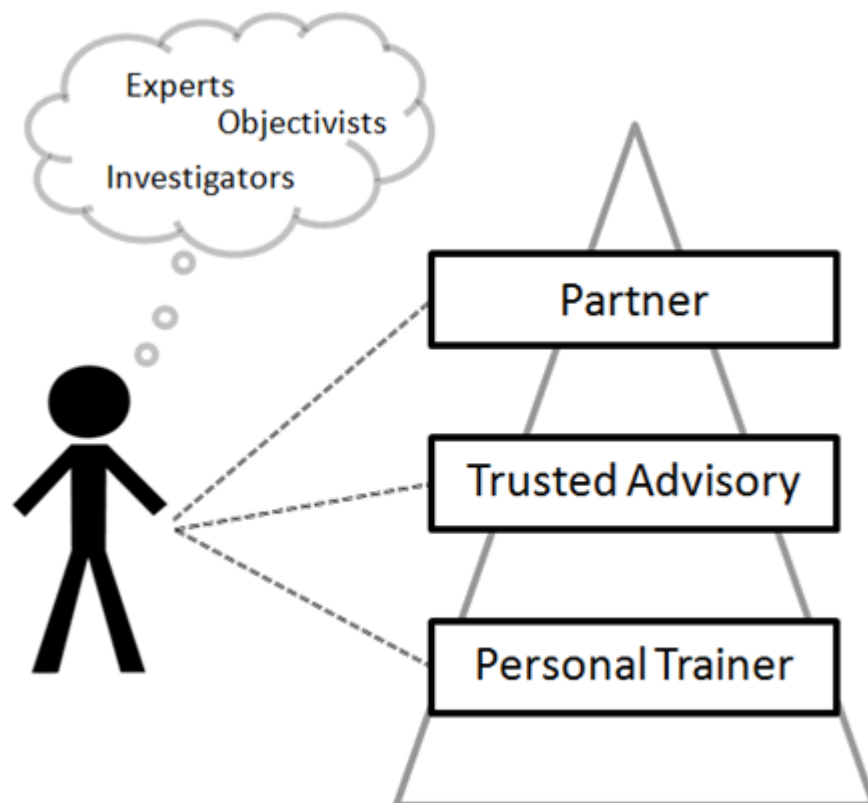 Experts
Objectivists
Investigators
Partner
Trusted Advisory
Personal Trainer